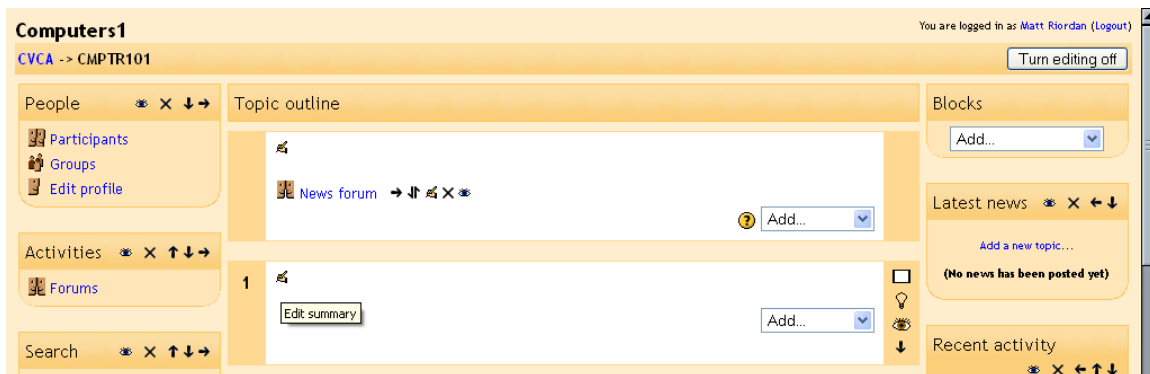 Computers1
You are logged in as Matt Riordan (Logout)
CVCA -> CMPTR101
Turn editing off
People
Participants
Groups
Edit profile
Activities
Forums
Search
Topic outline
News forum
Add...
1
Edit summary
Add...
Blocks
Add...
Latest news
Add a new topic...
(No news has been posted yet)
Recent activity